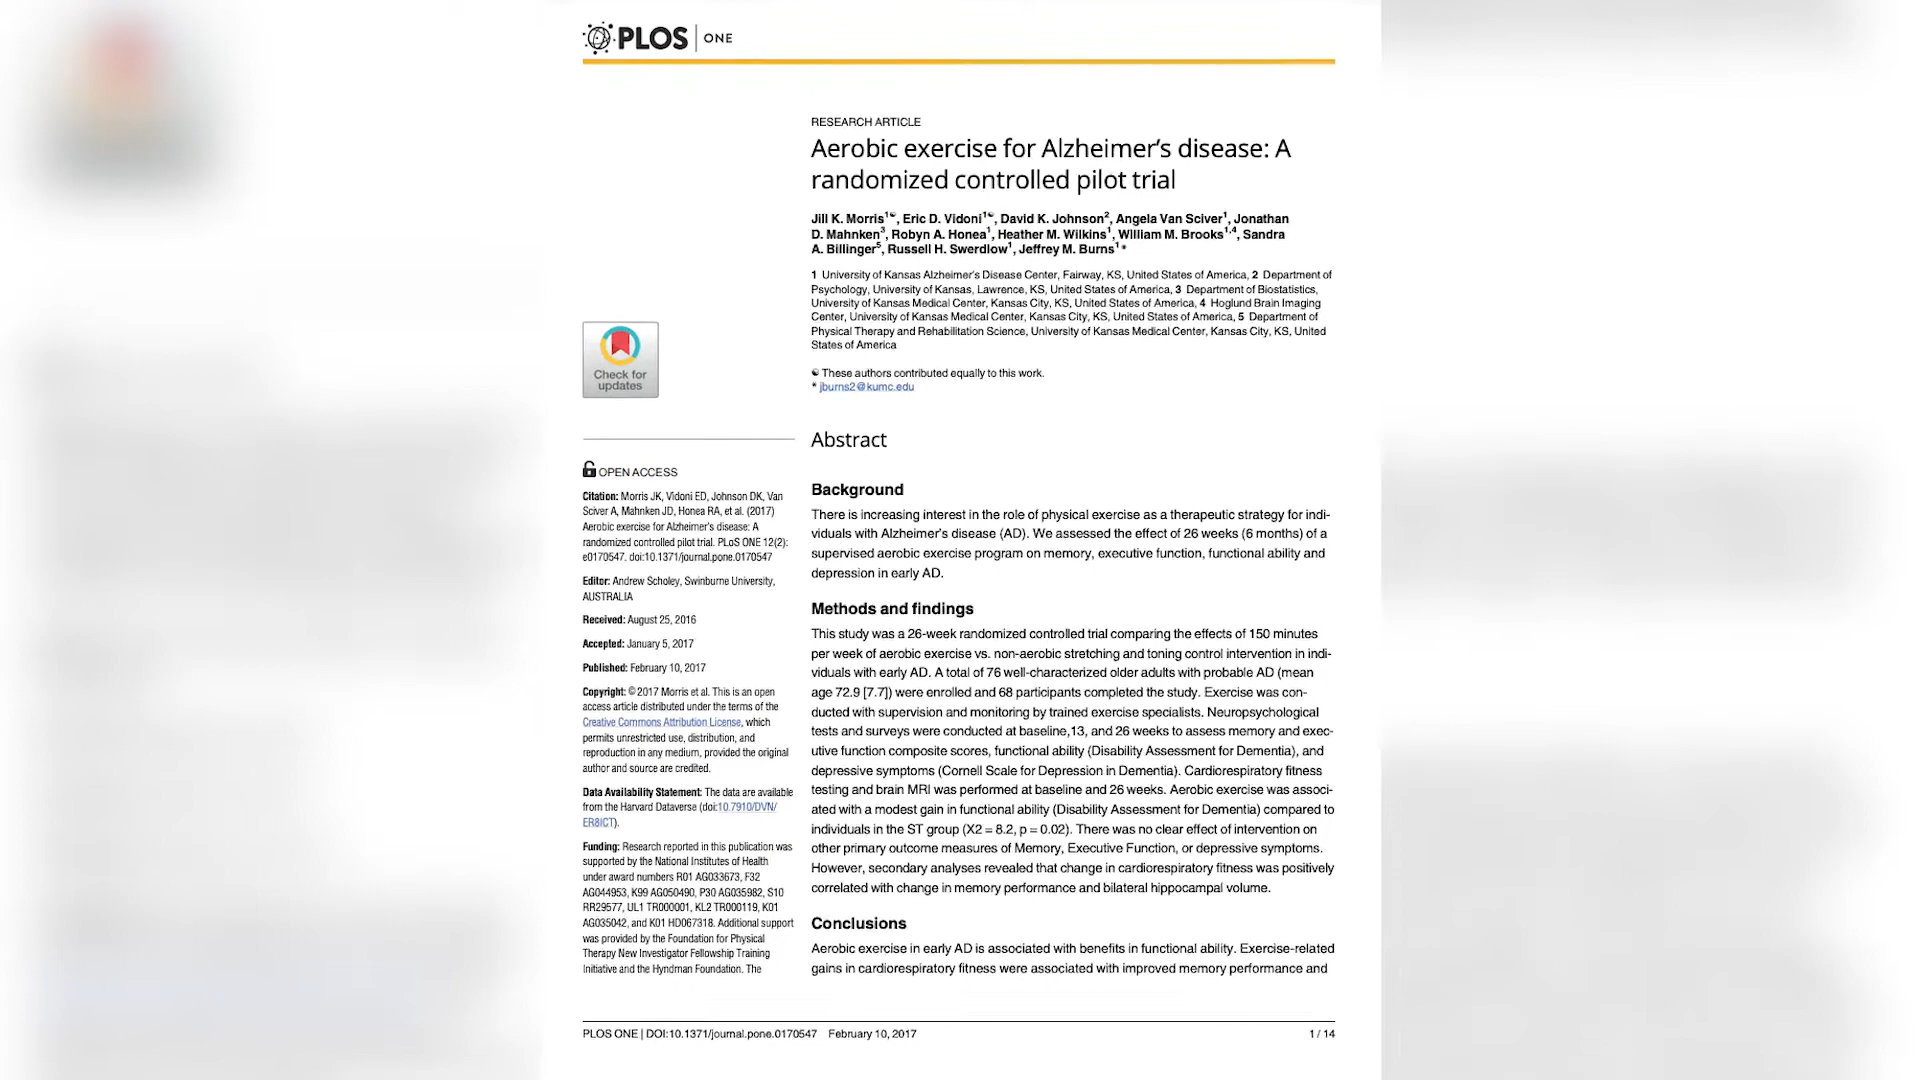 PLOS ONE
RESEARCH ARTICLE
Aerobic exercise for Alzheimer's disease: A
randomized controlled pilot trial
Jill K. Morris1☯, Eric D. Vidoni1☯, David K. Johnson2, Angela Van Sciver1, Jonathan
D. Mahnken3, Robyn A. Honea1, Heather M. Wilkins1, William M. Brooks1,4, Sandra
A. Billinger5, Russell H. Swerdlow1, Jeffrey M. Burns1*
1 University of Kansas Alzheimer's Disease Center, Fairway, KS, United States of America, 2 Department of
Psychology, University of Kansas, Lawrence, KS, United States of America, 3 Department of Biostatistics,
University of Kansas Medical Center, Kansas City, KS, United States of America, 4 Hoglund Brain Imaging
Center, University of Kansas Medical Center, Kansas City, KS, United States of America, 5 Department of
Physical Therapy and Rehabilitation Science, University of Kansas Medical Center, Kansas City, KS, United
States of America
☯ These authors contributed equally to this work.
* jburns2@kumc.edu
Check for
updates
OPEN ACCESS
Citation: Morris JK, Vidoni ED, Johnson DK, Van
Sciver A, Mahnken JD, Honea RA, et al. (2017)
Aerobic exercise for Alzheimer's disease: A
randomized controlled pilot trial. PLoS ONE 12(2):
e0170547. doi:10.1371/journal.pone.0170547
Editor: Andrew Scholey, Swinburne University,
AUSTRALIA
Received: August 25, 2016
Accepted: January 5, 2017
Published: February 10, 2017
Copyright: © 2017 Morris et al. This is an open
access article distributed under the terms of the
Creative Commons Attribution License, which
permits unrestricted use, distribution, and
reproduction in any medium, provided the original
author and source are credited.
Data Availability Statement: The data are available
from the Harvard Dataverse (doi:10.7910/DVN/
ER8ICT).
Funding: Research reported in this publication was
supported by the National Institutes of Health
under award numbers R01 AG033673, F32
AG044953, K99 AG050490, P30 AG035982, S10
RR29577, UL1 TR000001, KL2 TR000119, K01
AG035042, and K01 HD067318. Additional support
was provided by the Foundation for Physical
Therapy New Investigator Fellowship Training
Initiative and the Hyndman Foundation. The
Abstract
Background
There is increasing interest in the role of physical exercise as a therapeutic strategy for indi-
viduals with Alzheimer's disease (AD). We assessed the effect of 26 weeks (6 months) of a
supervised aerobic exercise program on memory, executive function, functional ability and
depression in early AD.
Methods and findings
This study was a 26-week randomized controlled trial comparing the effects of 150 minutes
per week of aerobic exercise vs. non-aerobic stretching and toning control intervention in indi-
viduals with early AD. A total of 76 well-characterized older adults with probable AD (mean
age 72.9 [7.7]) were enrolled and 68 participants completed the study. Exercise was con-
ducted with supervision and monitoring by trained exercise specialists. Neuropsychological
tests and surveys were conducted at baseline,13, and 26 weeks to assess memory and exec-
utive function composite scores, functional ability (Disability Assessment for Dementia), and
depressive symptoms (Cornell Scale for Depression in Dementia). Cardiorespiratory fitness
testing and brain MRI was performed at baseline and 26 weeks. Aerobic exercise was associ-
ated with a modest gain in functional ability (Disability Assessment for Dementia) compared to
individuals in the ST group (X2 = 8.2, p = 0.02). There was no clear effect of intervention on
other primary outcome measures of Memory, Executive Function, or depressive symptoms.
However, secondary analyses revealed that change in cardiorespiratory fitness was positively
correlated with change in memory performance and bilateral hippocampal volume.
Conclusions
Aerobic exercise in early AD is associated with benefits in functional ability. Exercise-related
gains in cardiorespiratory fitness were associated with improved memory performance and
PLOS ONE | DOI:10.1371/journal.pone.0170547 February 10, 2017
1 / 14